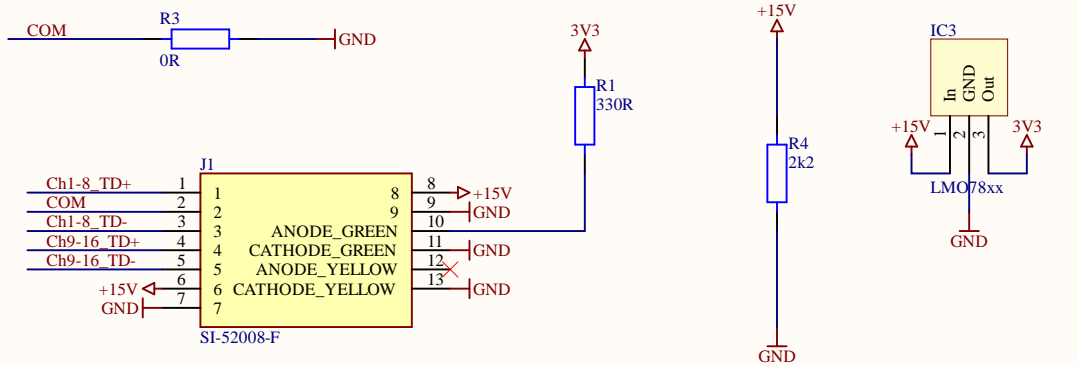 COM
R3
0R
GND
3V3
R1
330R
+15V
R4
2k2
GND
IC3
In
GND
Out
1
2
3
+15V
3V3
LMO78xx
GND
J1
Ch1-8_TD+ 1 1
COM 2 2
Ch1-8_TD- 3 3
Ch9-16_TD+ 4 4
Ch9-16_TD- 5 5
+15V 6 6
GND 7 7
8 8 +15V
9 9 GND
ANODE_GREEN 10
CATHODE_GREEN 11 GND
ANODE_YELLOW 12
CATHODE_YELLOW 13 GND
SI-52008-F